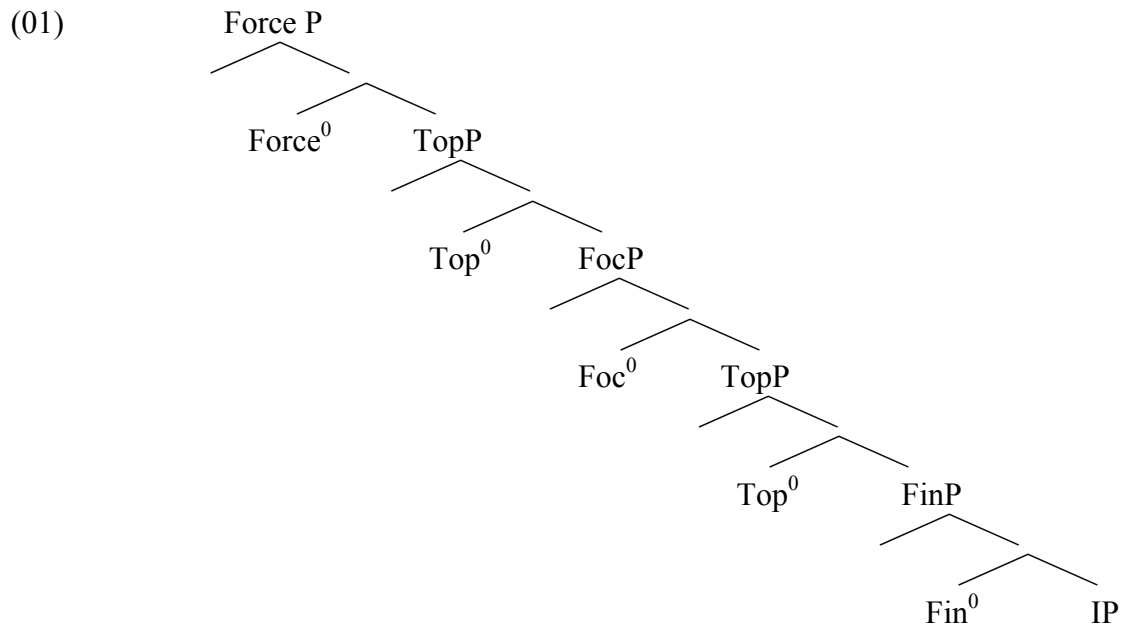 (01) Force P
Force⁰ TopP
Top⁰ FocP
Foc⁰ TopP
Top⁰ FinP
Fin⁰ IP